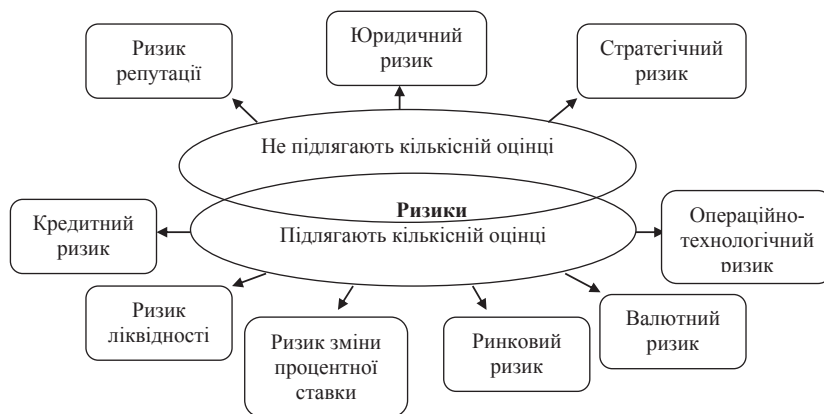 Ризик
репутації
Юридичний
ризик
Стратегічний
ризик
Не підлягають кількісній оцінці
Ризики
Підлягають кількісній оцінці
Кредитний
ризик
Операційно-
технологічний
ризик
Ризик
ліквідності
Ризик зміни
процентної
ставки
Ринковий
ризик
Валютний
ризик